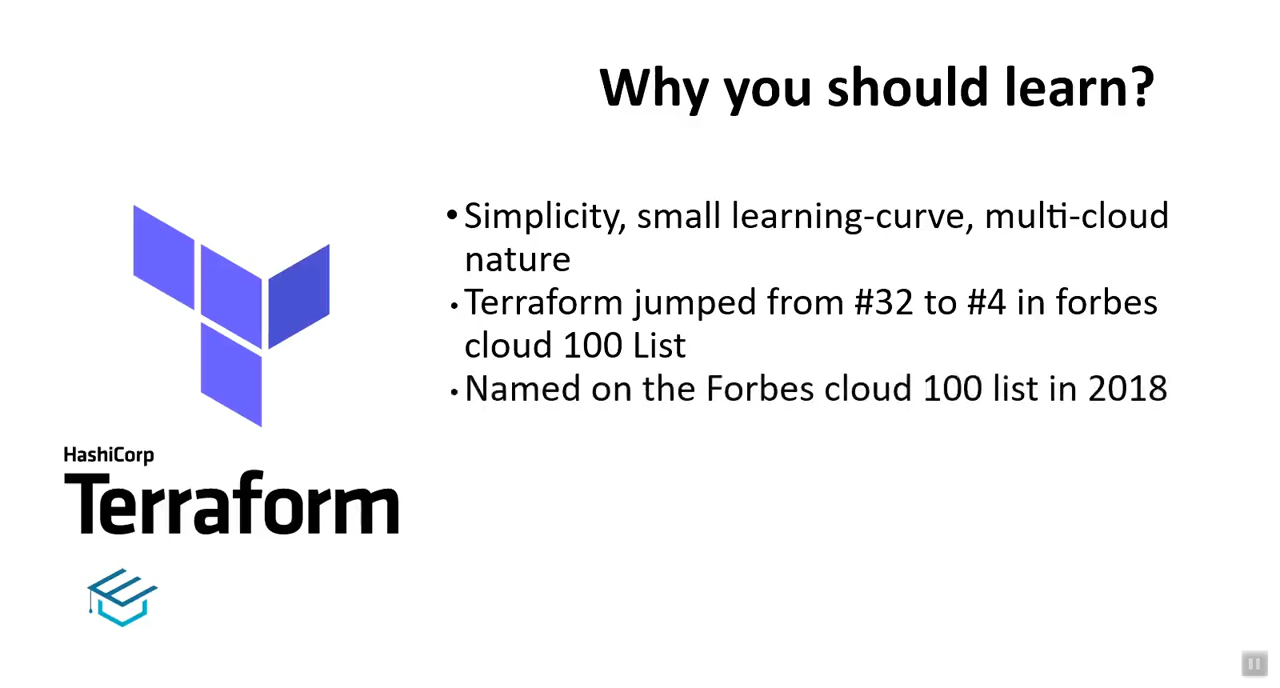 Why you should learn?
•Simplicity, small learning-curve, multi-cloud
nature
•Terraform jumped from #32 to #4 in forbes
cloud 100 List
•Named on the Forbes cloud 100 list in 2018
HashiCorp
Terraform